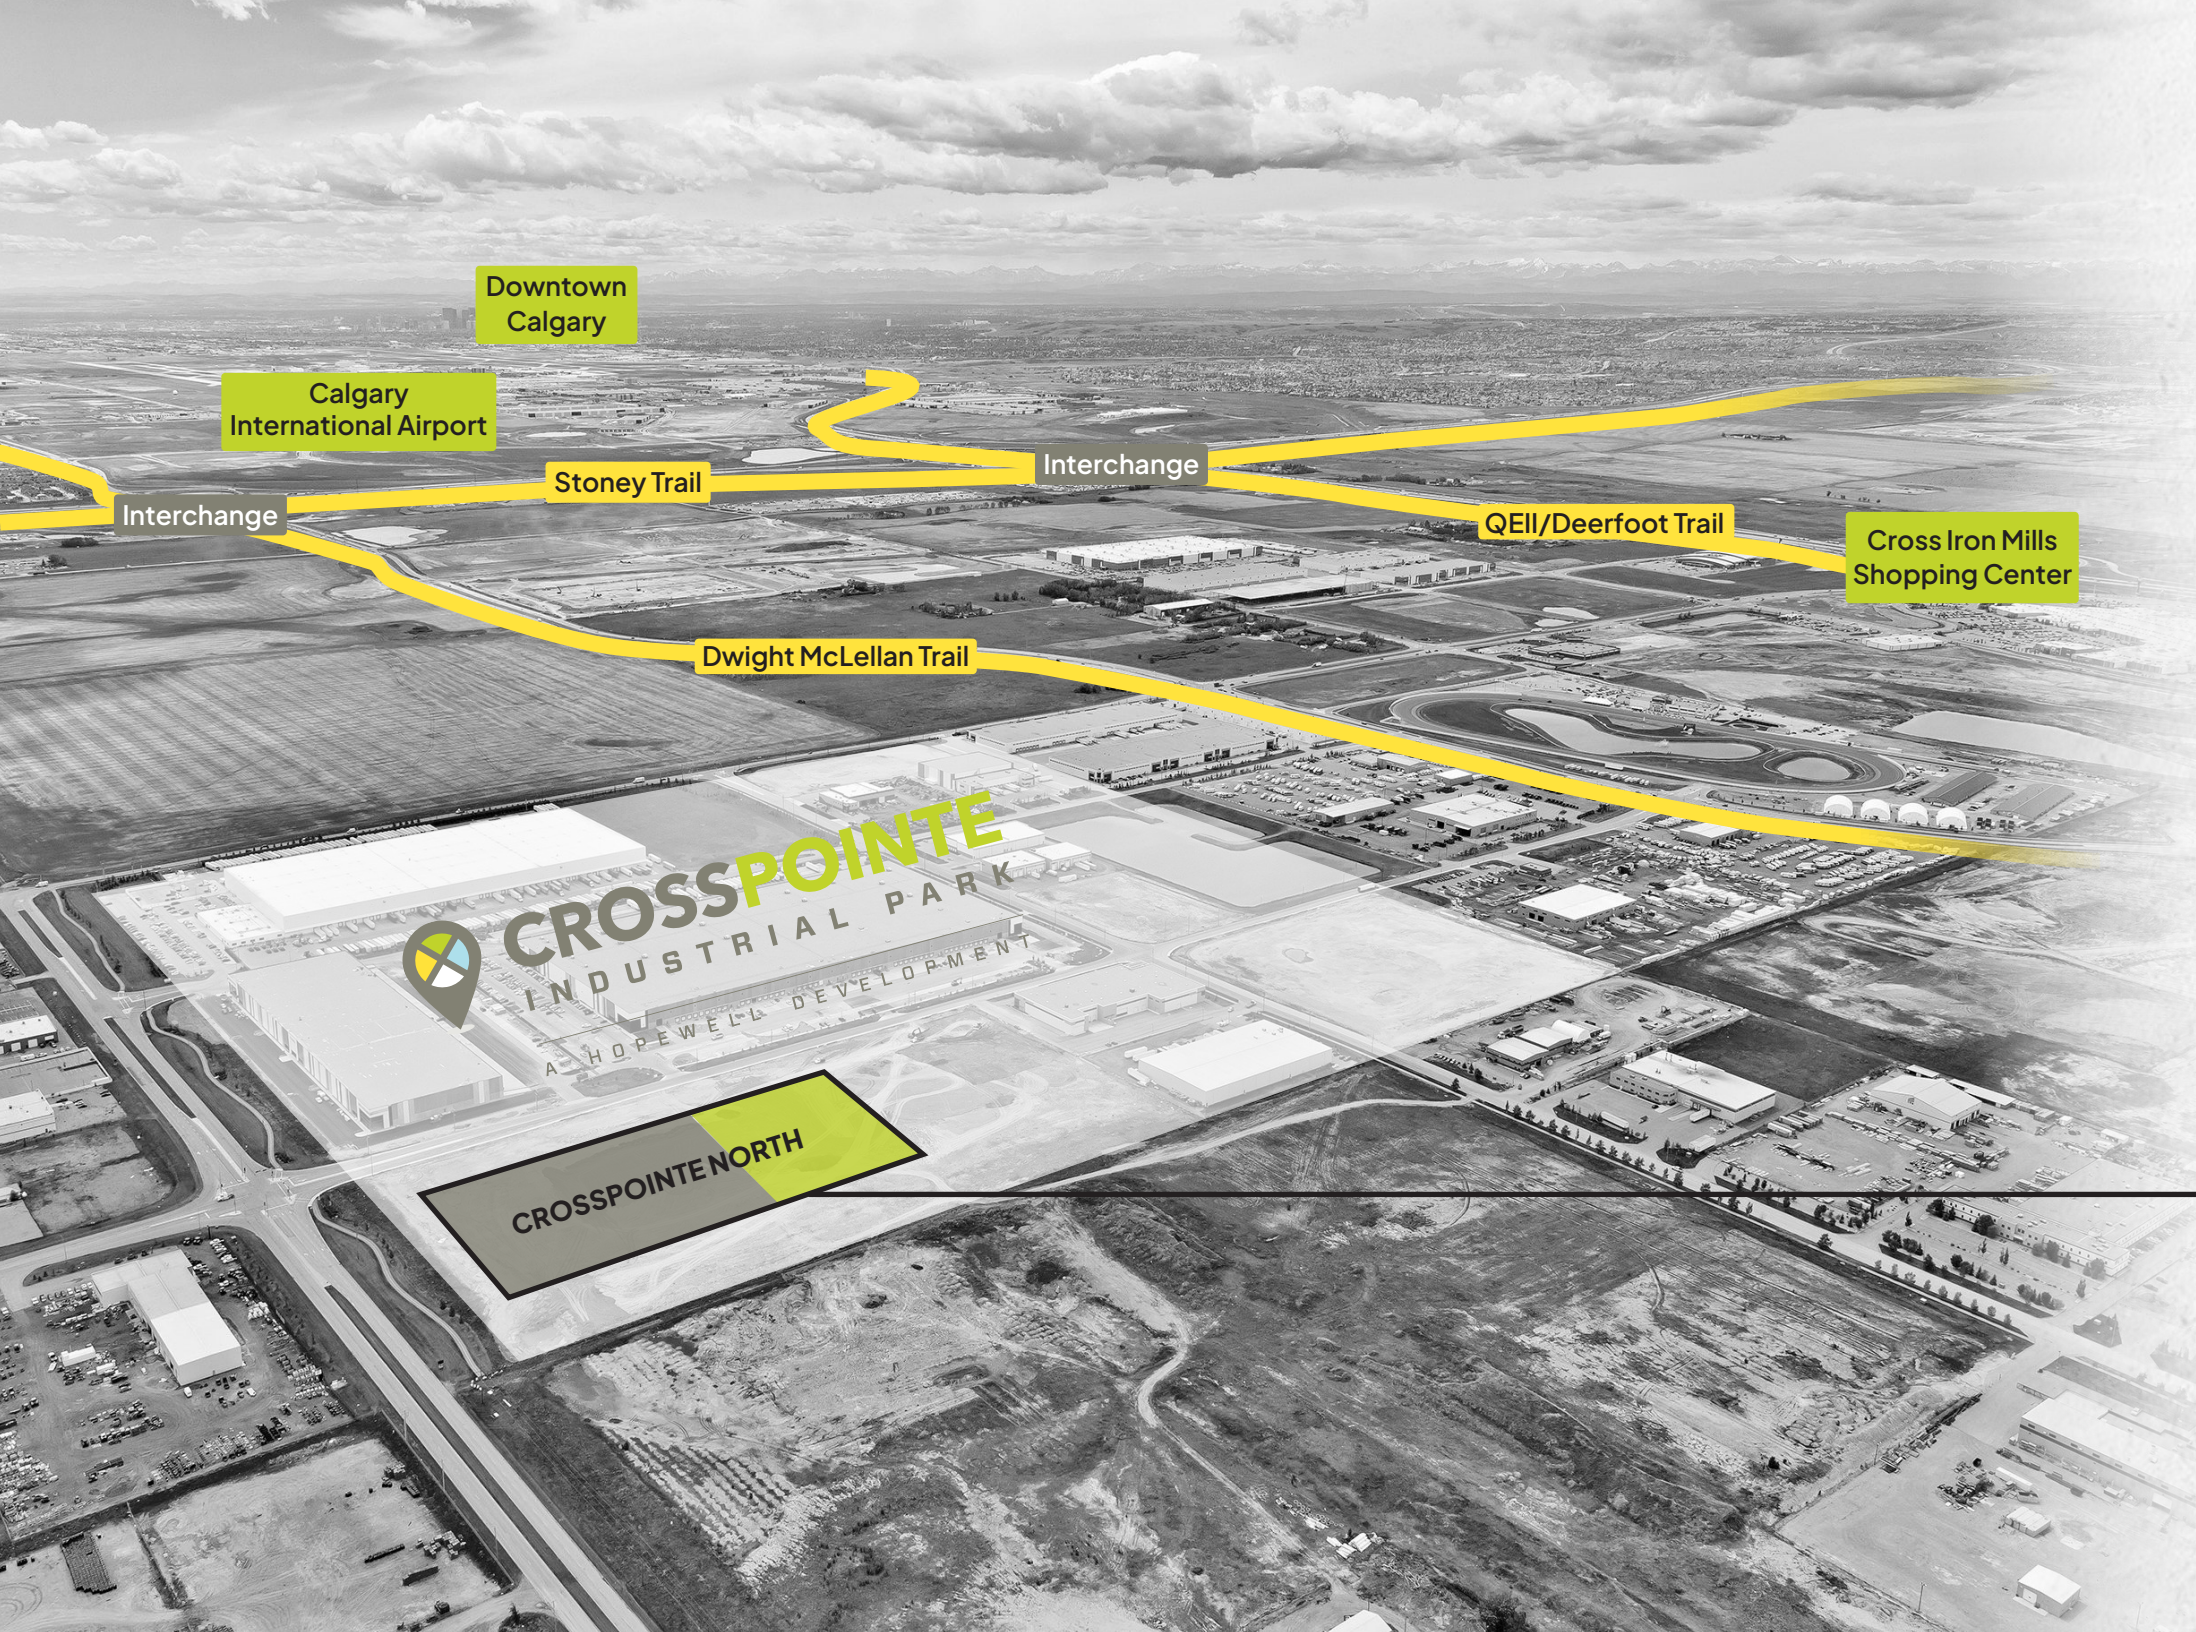 Downtown
Calgary
Calgary
International Airport
Interchange
Stoney Trail
Interchange
QEII/Deerfoot Trail
Cross Iron Mills
Shopping Center
Dwight McLellan Trail
CROSSPOINTE
INDUSTRIAL PARK
A HOPEWELL DEVELOPMENT
CROSSPOINTE NORTH